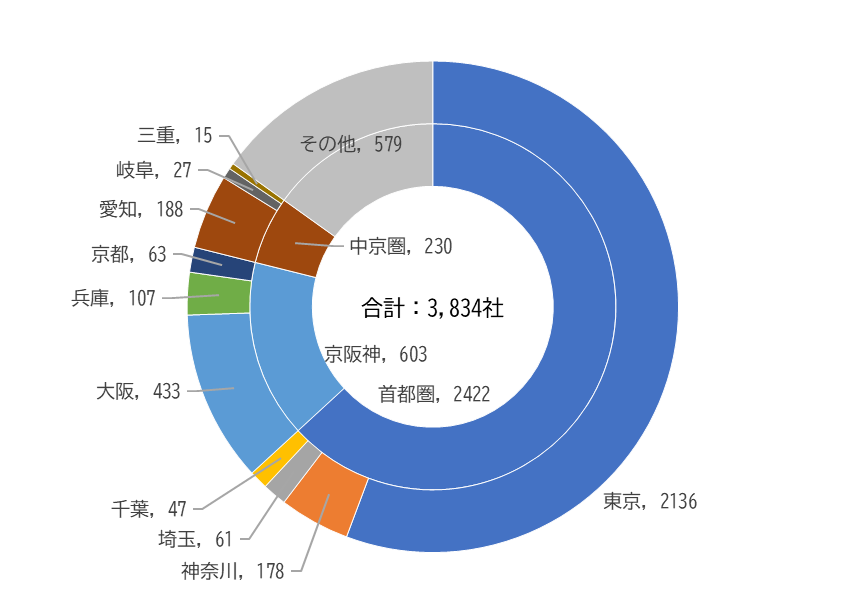 三重, 15
その他, 579
岐阜, 27
愛知, 188
中京圏, 230
京都, 63
兵庫, 107
合計：3,834社
京阪神, 603
大阪, 433
首都圏, 2422
東京, 2136
千葉, 47
埼玉, 61
神奈川, 178